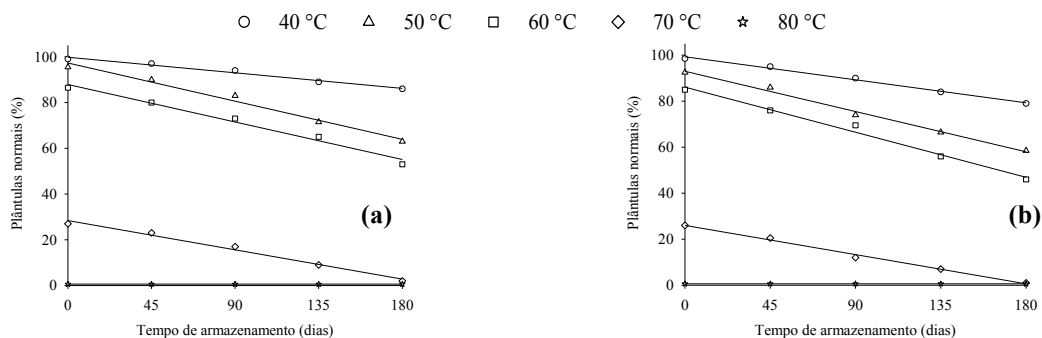 40 °C 50 °C 60 °C 70 °C 80 °C
Plântulas normais (%)
100
80
60
40
20
0
0 45 90 135 180
Tempo de armazenamento (dias)
(a)
Plântulas normais (%)
100
80
60
40
20
0
0 45 90 135 180
Tempo de armazenamento (dias)
(b)